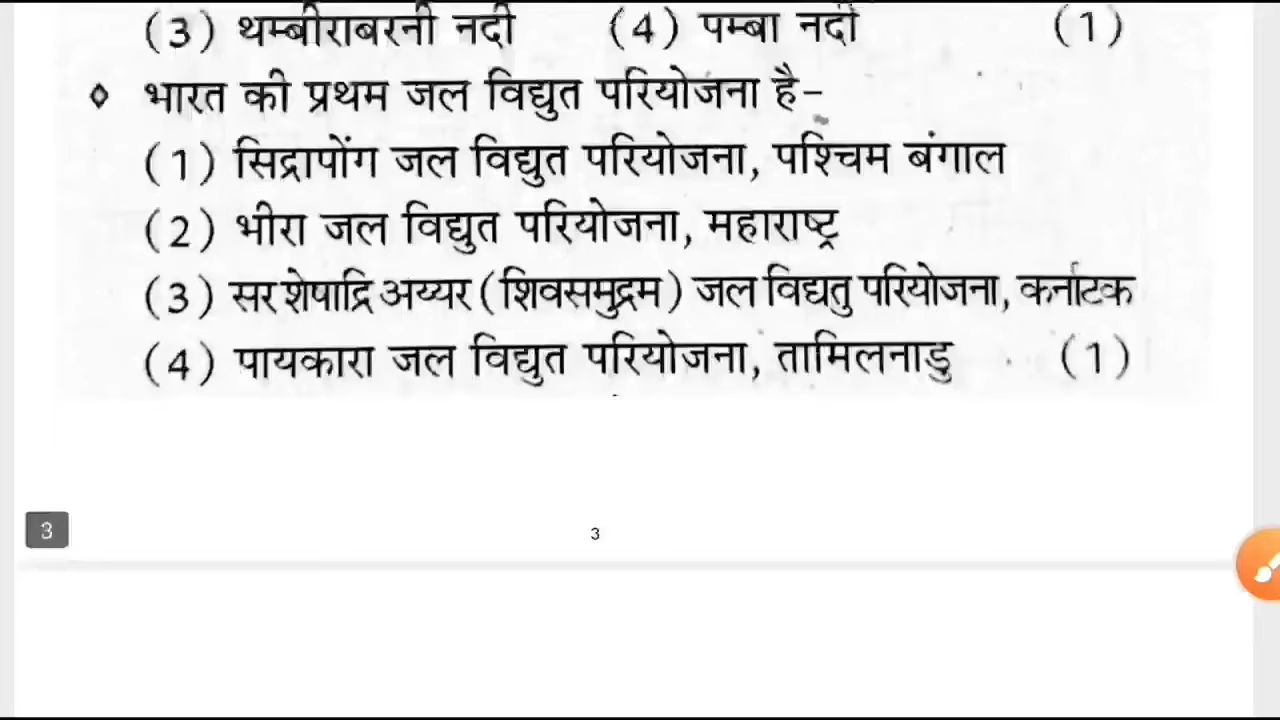 (3) थम्बीराबरनी नदी (4) पम्बा नदी (1)
◇ भारत की प्रथम जल विद्युत परियोजना है–
(1) सिद्रापोंग जल विद्युत परियोजना, पश्चिम बंगाल
(2) भीरा जल विद्युत परियोजना, महाराष्ट्र
(3) सर शेषाद्रि अय्यर (शिवसमुद्रम) जल विद्यतु परियोजना, कर्नाटक
(4) पायकारा जल विद्युत परियोजना, तामिलनाडु (1)
3
3